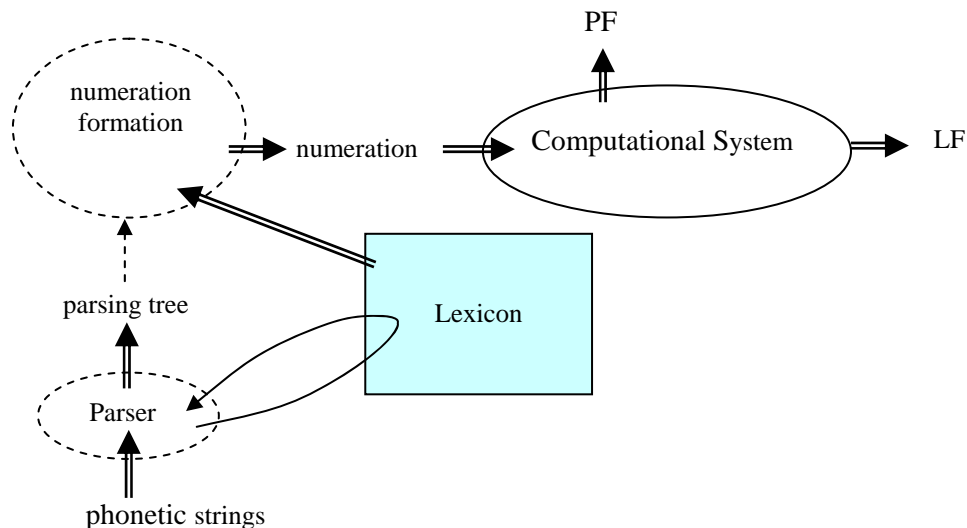 PF
numeration
formation
numeration
Computational System
LF
parsing tree
Lexicon
Parser
phonetic strings